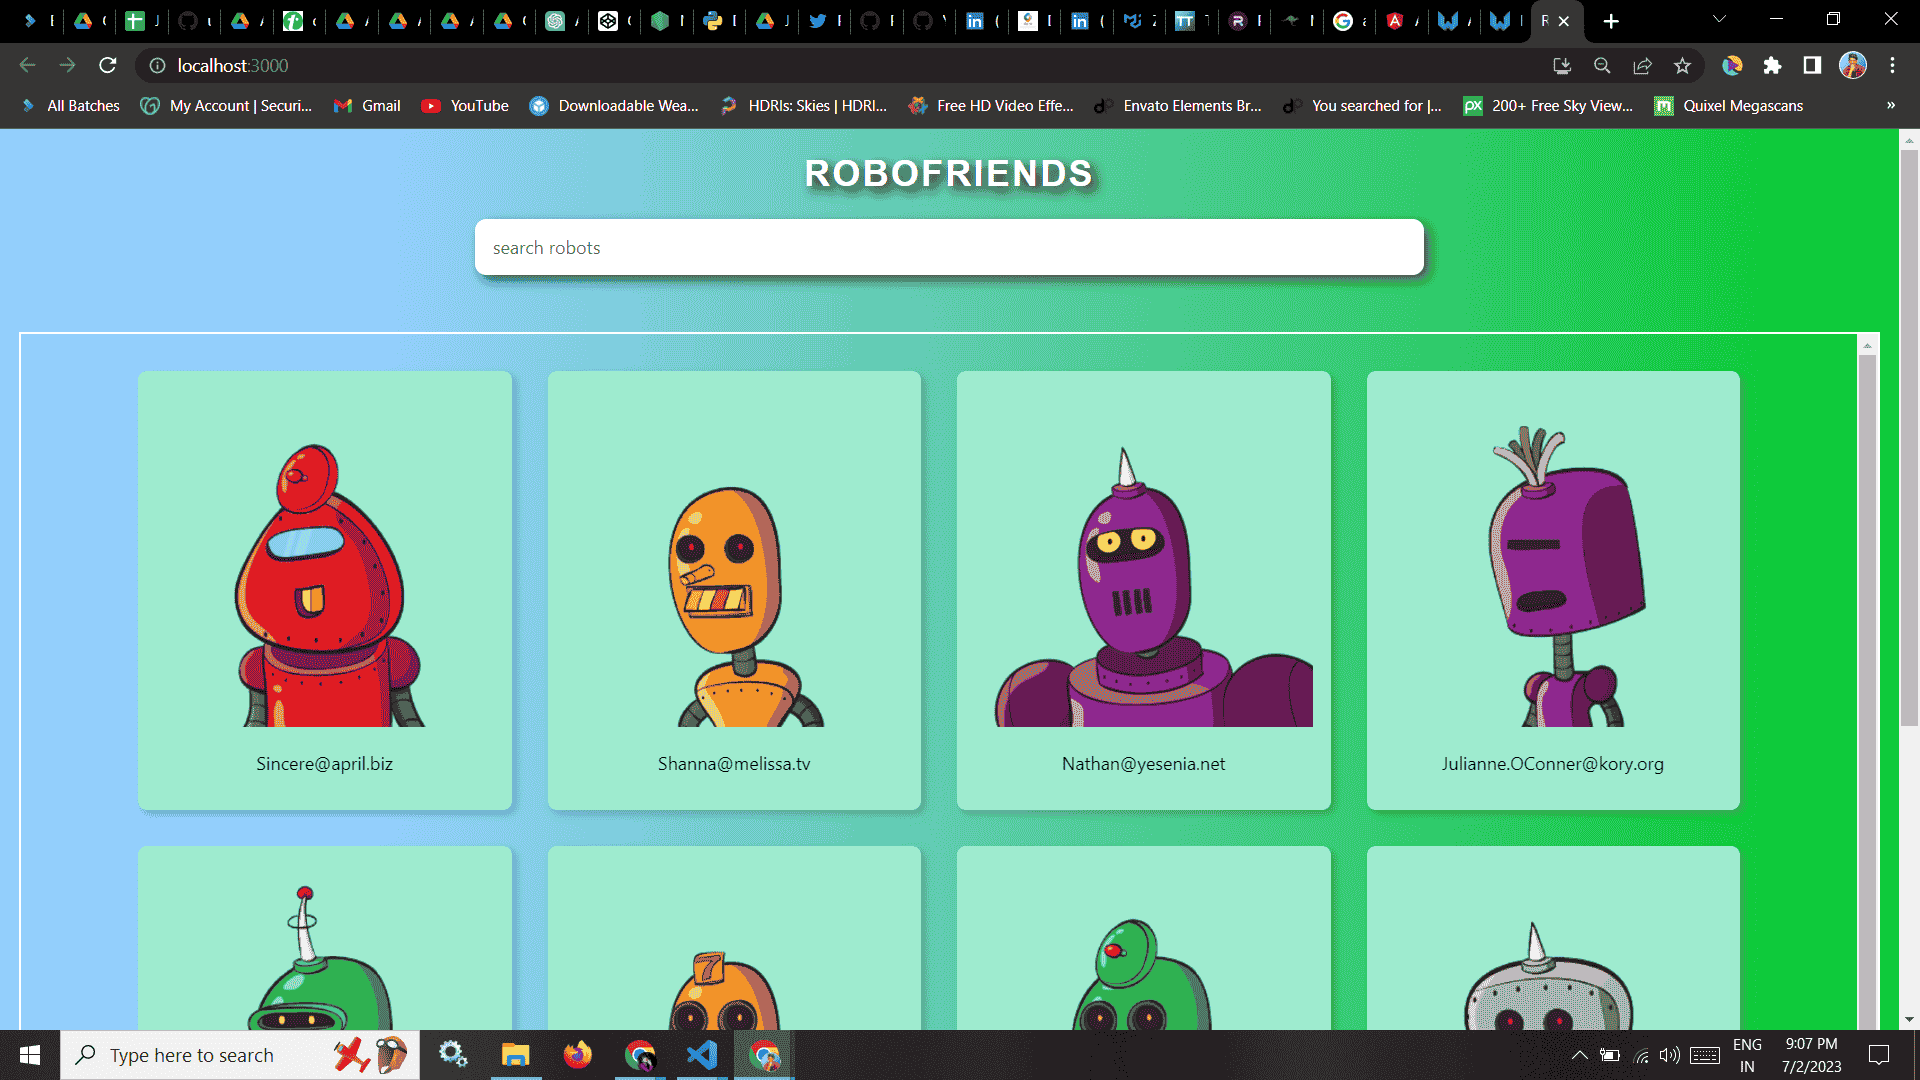 localhost:3000
All Batches
My Account | Securi...
Gmail
YouTube
Downloadable Wea...
HDRIs: Skies | HDRI...
Free HD Video Effe...
Envato Elements Br...
You searched for |...
200+ Free Sky View...
Quixel Megascans
»
ROBOFRIENDS
search robots
Sincere@april.biz
Shanna@melissa.tv
Nathan@yesenia.net
Julianne.OConner@kory.org
7
Type here to search
ENG
IN
9:07 PM
7/2/2023